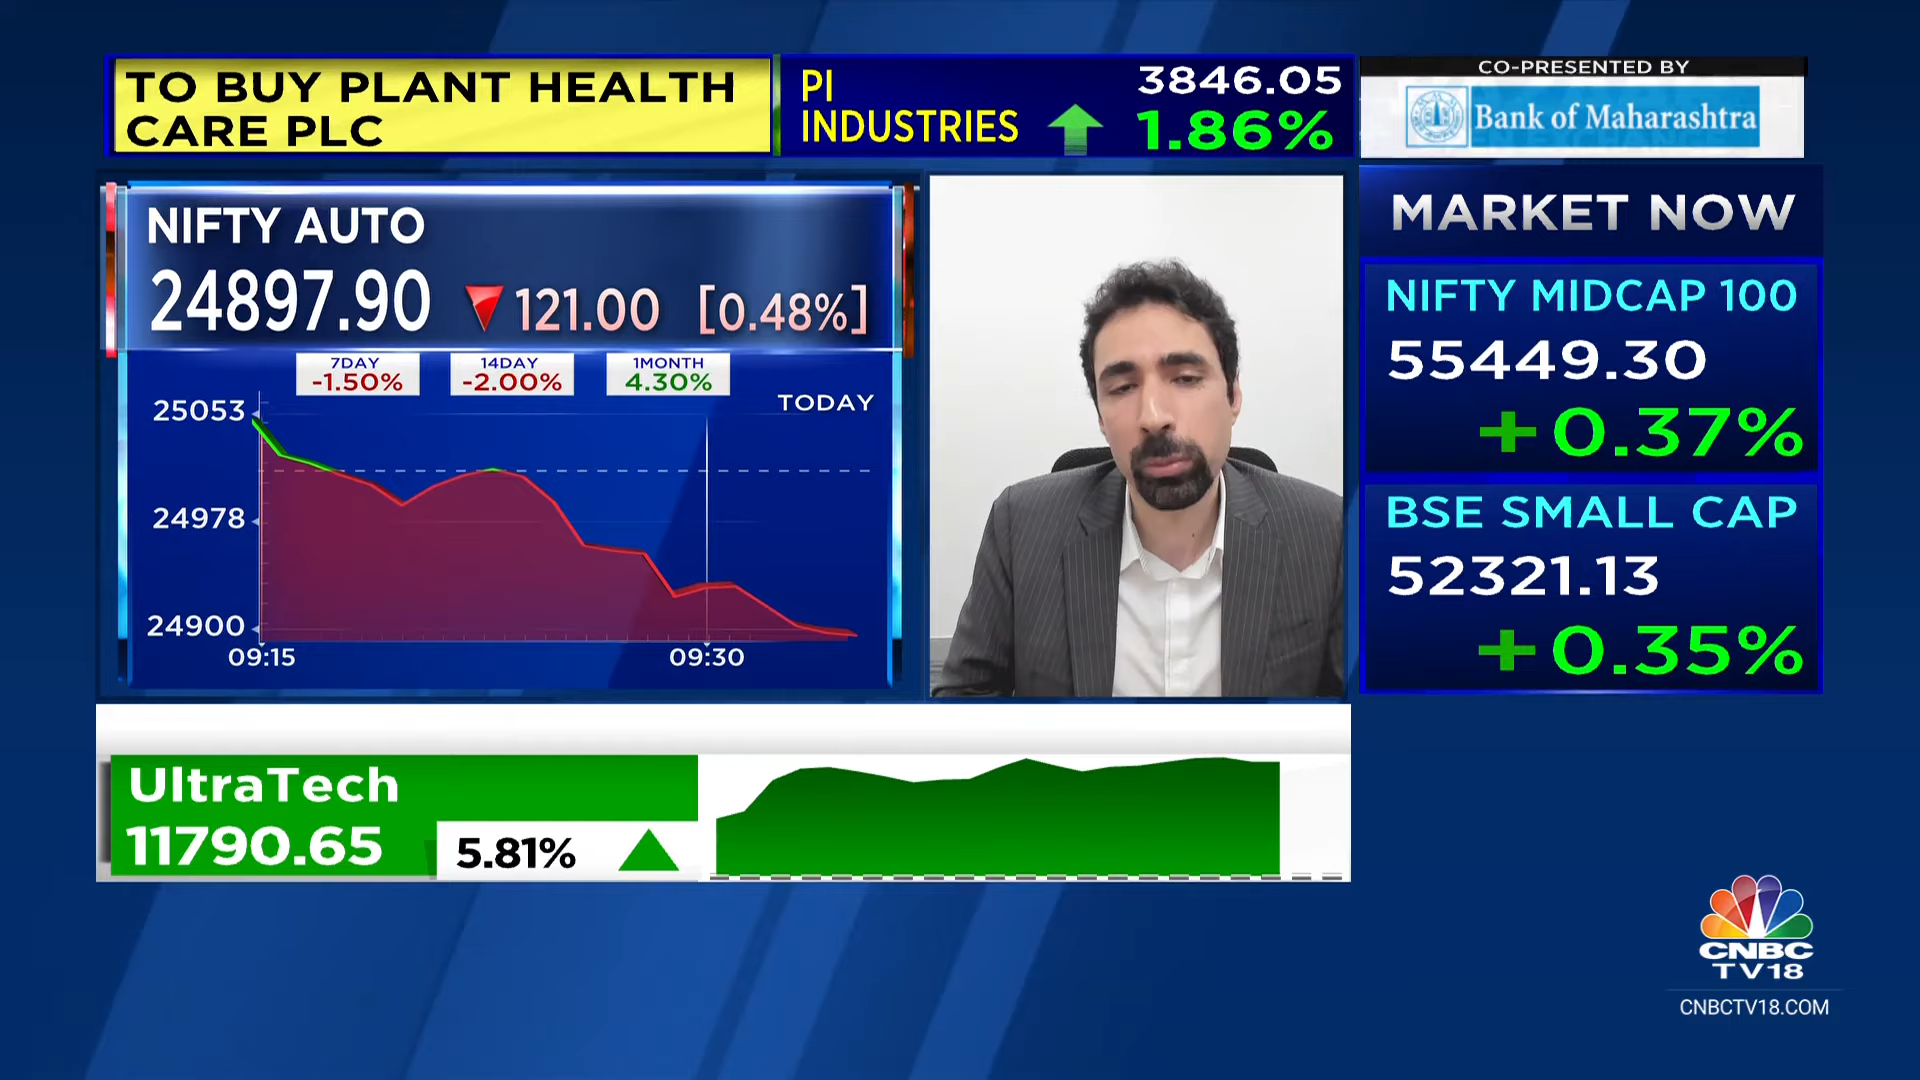 TO BUY PLANT HEALTH
CARE PLC
PI
INDUSTRIES
3846.05
1.86%
CO-PRESENTED BY
Bank of Maharashtra
NIFTY AUTO
24897.90 121.00 [0.48%]
7DAY
-1.50%
14DAY
-2.00%
1MONTH
4.30%
TODAY
25053
24978
24900
09:15 09:30
MARKET NOW
NIFTY MIDCAP 100
55449.30
+0.37%
BSE SMALL CAP
52321.13
+0.35%
UltraTech
11790.65
5.81%
CNBC
TV18
CNBCTV18.COM